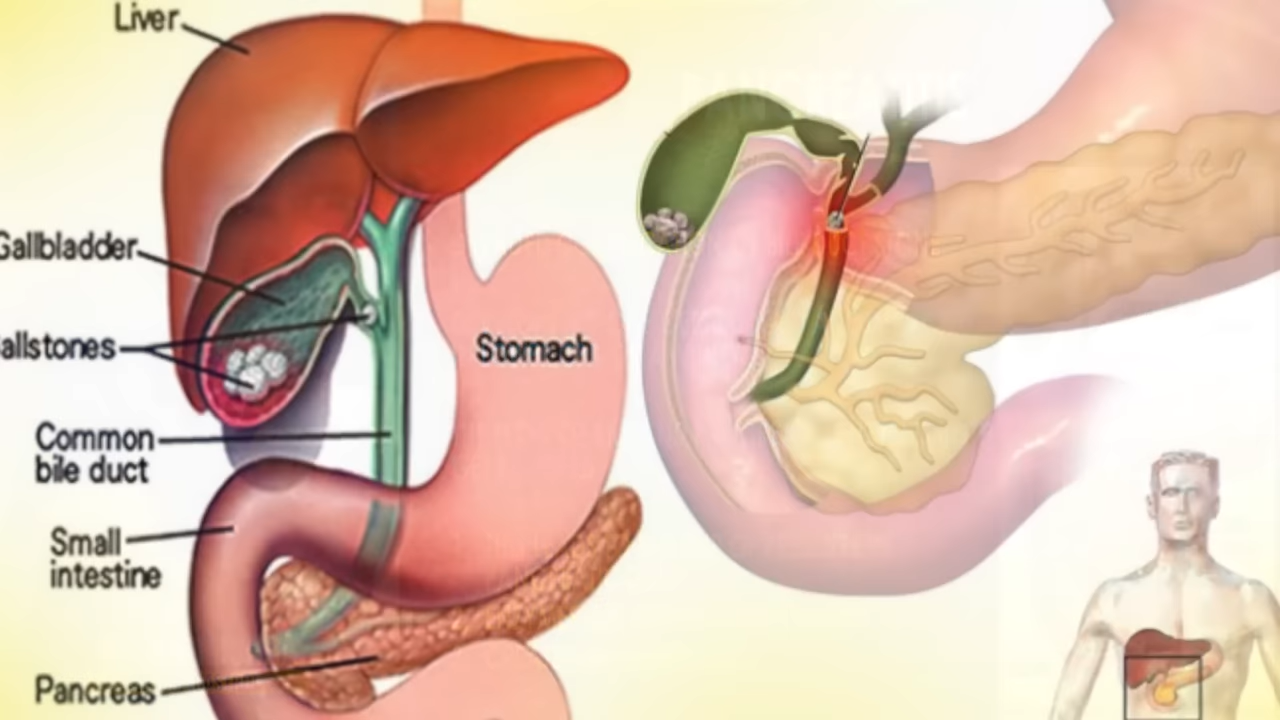 Liver
Gallbladder
allstones
Stomach
Common
bile duct
Small
intestine
Pancreas